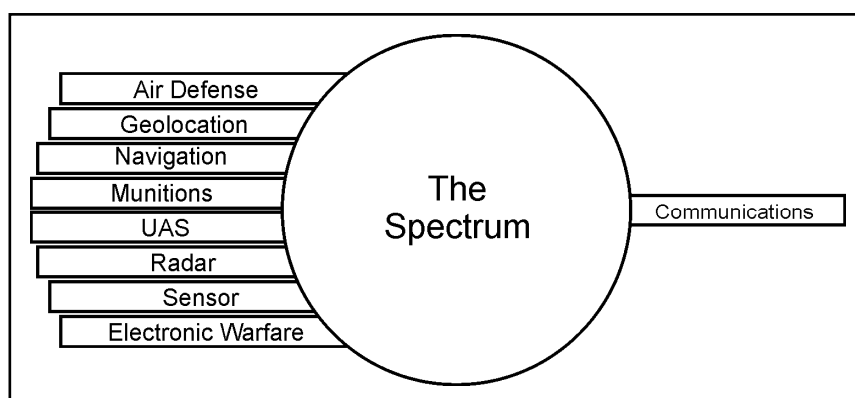 Air Defense
Geolocation
Navigation
Munitions
UAS
Radar
Sensor
Electronic Warfare
The
Spectrum
Communications